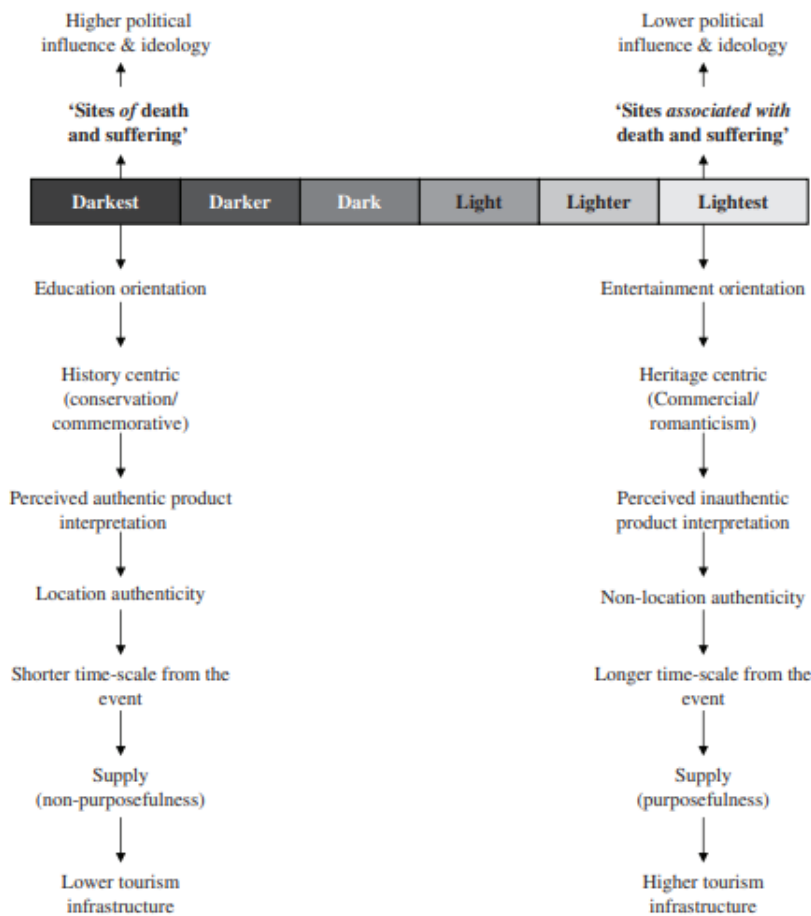 Higher political
influence & ideology
Lower political
influence & ideology
‘Sites of death
and suffering’
‘Sites associated with
death and suffering’
Darkest Darker Dark Light Lighter Lightest
Education orientation
Entertainment orientation
History centric
(conservation/
commemorative)
Heritage centric
(Commercial/
romanticism)
Perceived authentic product
interpretation
Perceived inauthentic
product interpretation
Location authenticity
Non-location authenticity
Shorter time-scale from the
event
Longer time-scale from the
event
Supply
(non-purposefulness)
Supply
(purposefulness)
Lower tourism
infrastructure
Higher tourism
infrastructure